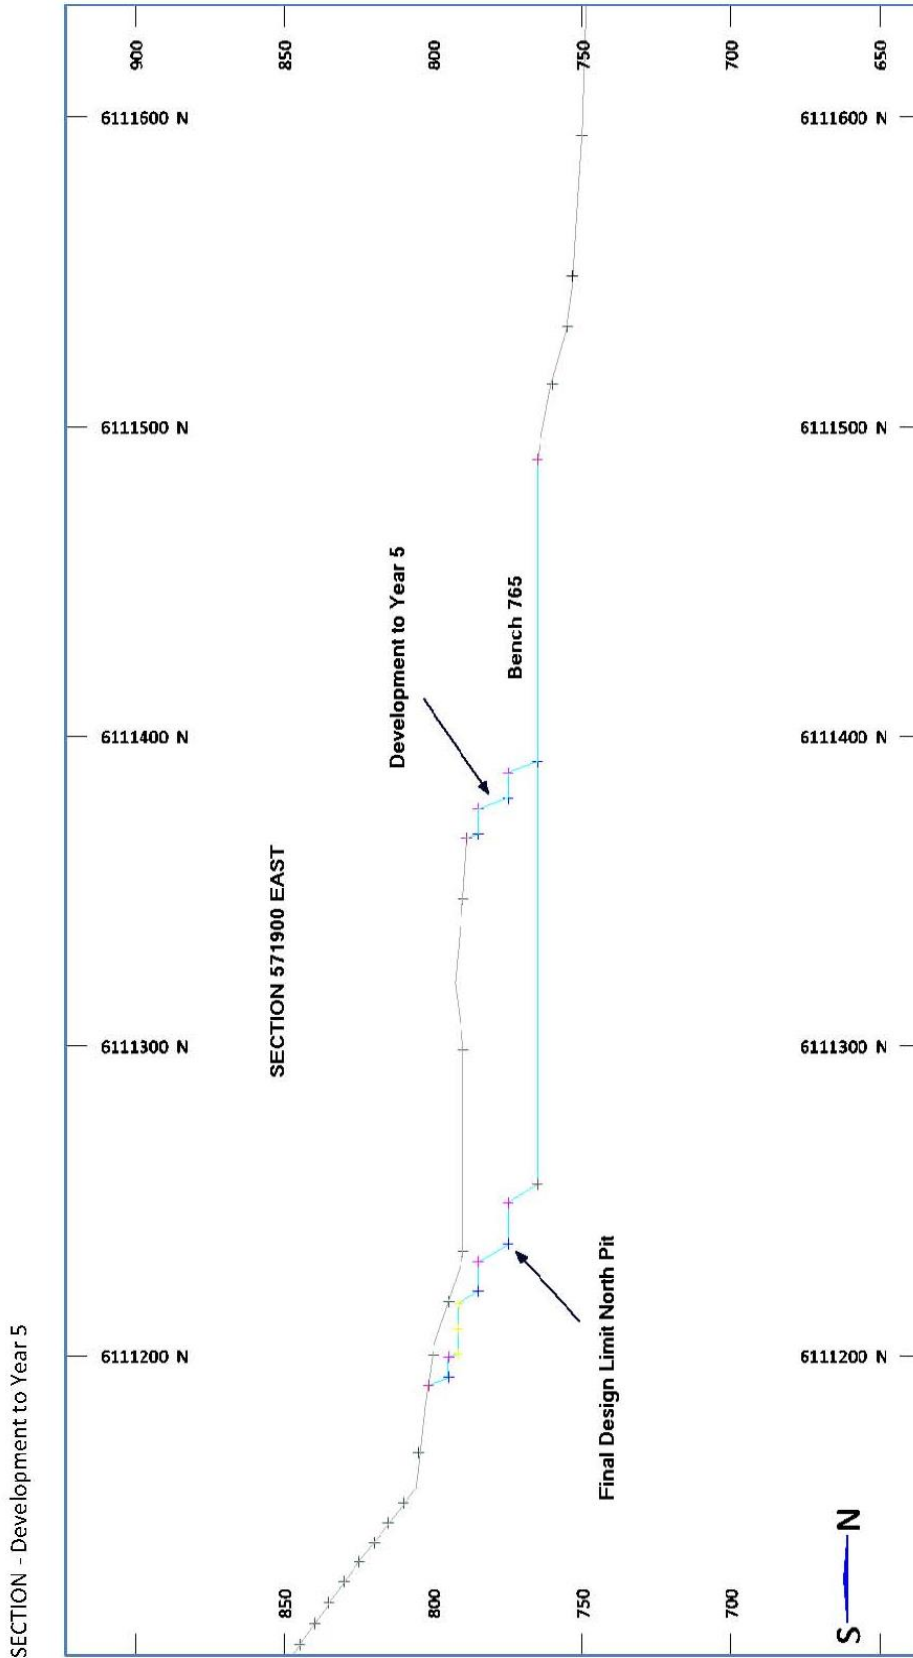 SECTION - Development to Year 5
900
850
800
750
700
650
6111600 N
6111600 N
6111500 N
6111500 N
Development to Year 5
Bench 765
6111400 N
6111400 N
SECTION 571900 EAST
6111300 N
6111300 N
Final Design Limit North Pit
6111200 N
6111200 N
850
800
750
700
S
N